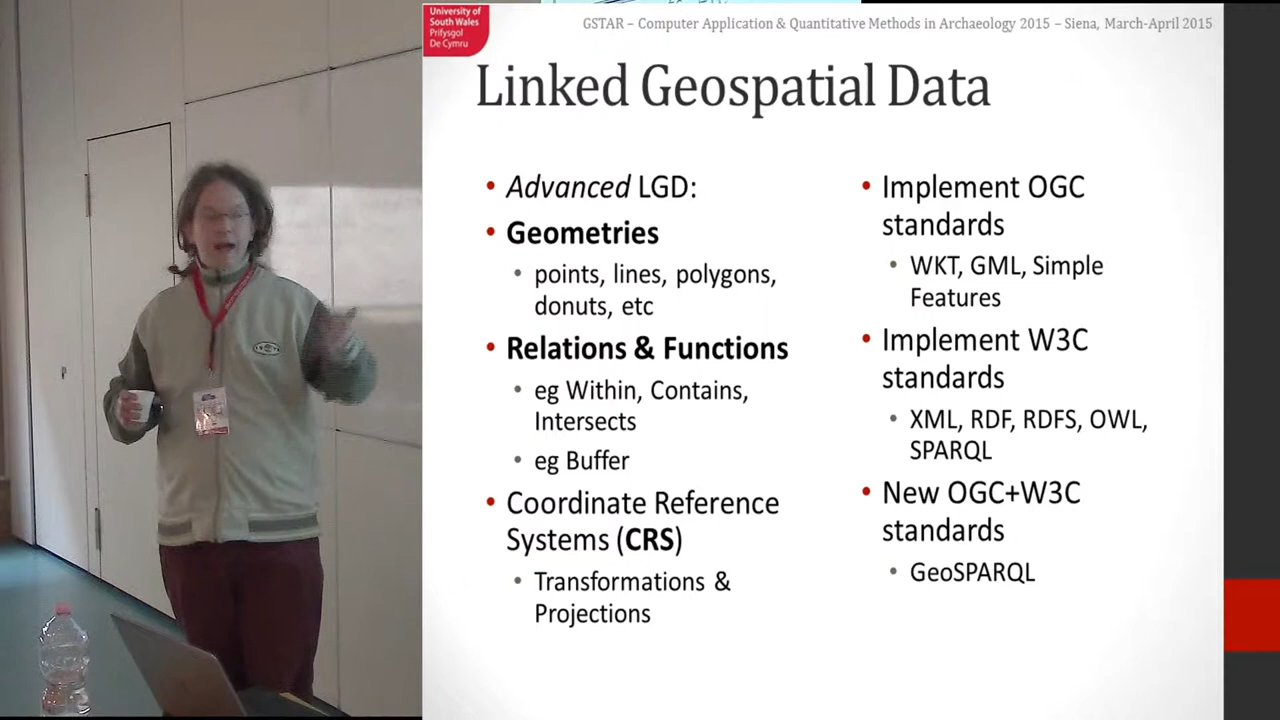 University of
South Wales
Prifysgol
De Cymru
GSTAR – Computer Application & Quantitative Methods in Archaeology 2015 – Siena, March-April 2015
Linked Geospatial Data
• Advanced LGD:
• Geometries
• points, lines, polygons,
donuts, etc
• Relations & Functions
• eg Within, Contains,
Intersects
• eg Buffer
• Coordinate Reference
Systems (CRS)
• Transformations &
Projections
• Implement OGC
standards
• WKT, GML, Simple
Features
• Implement W3C
standards
• XML, RDF, RDFS, OWL,
SPARQL
• New OGC+W3C
standards
• GeoSPARQL